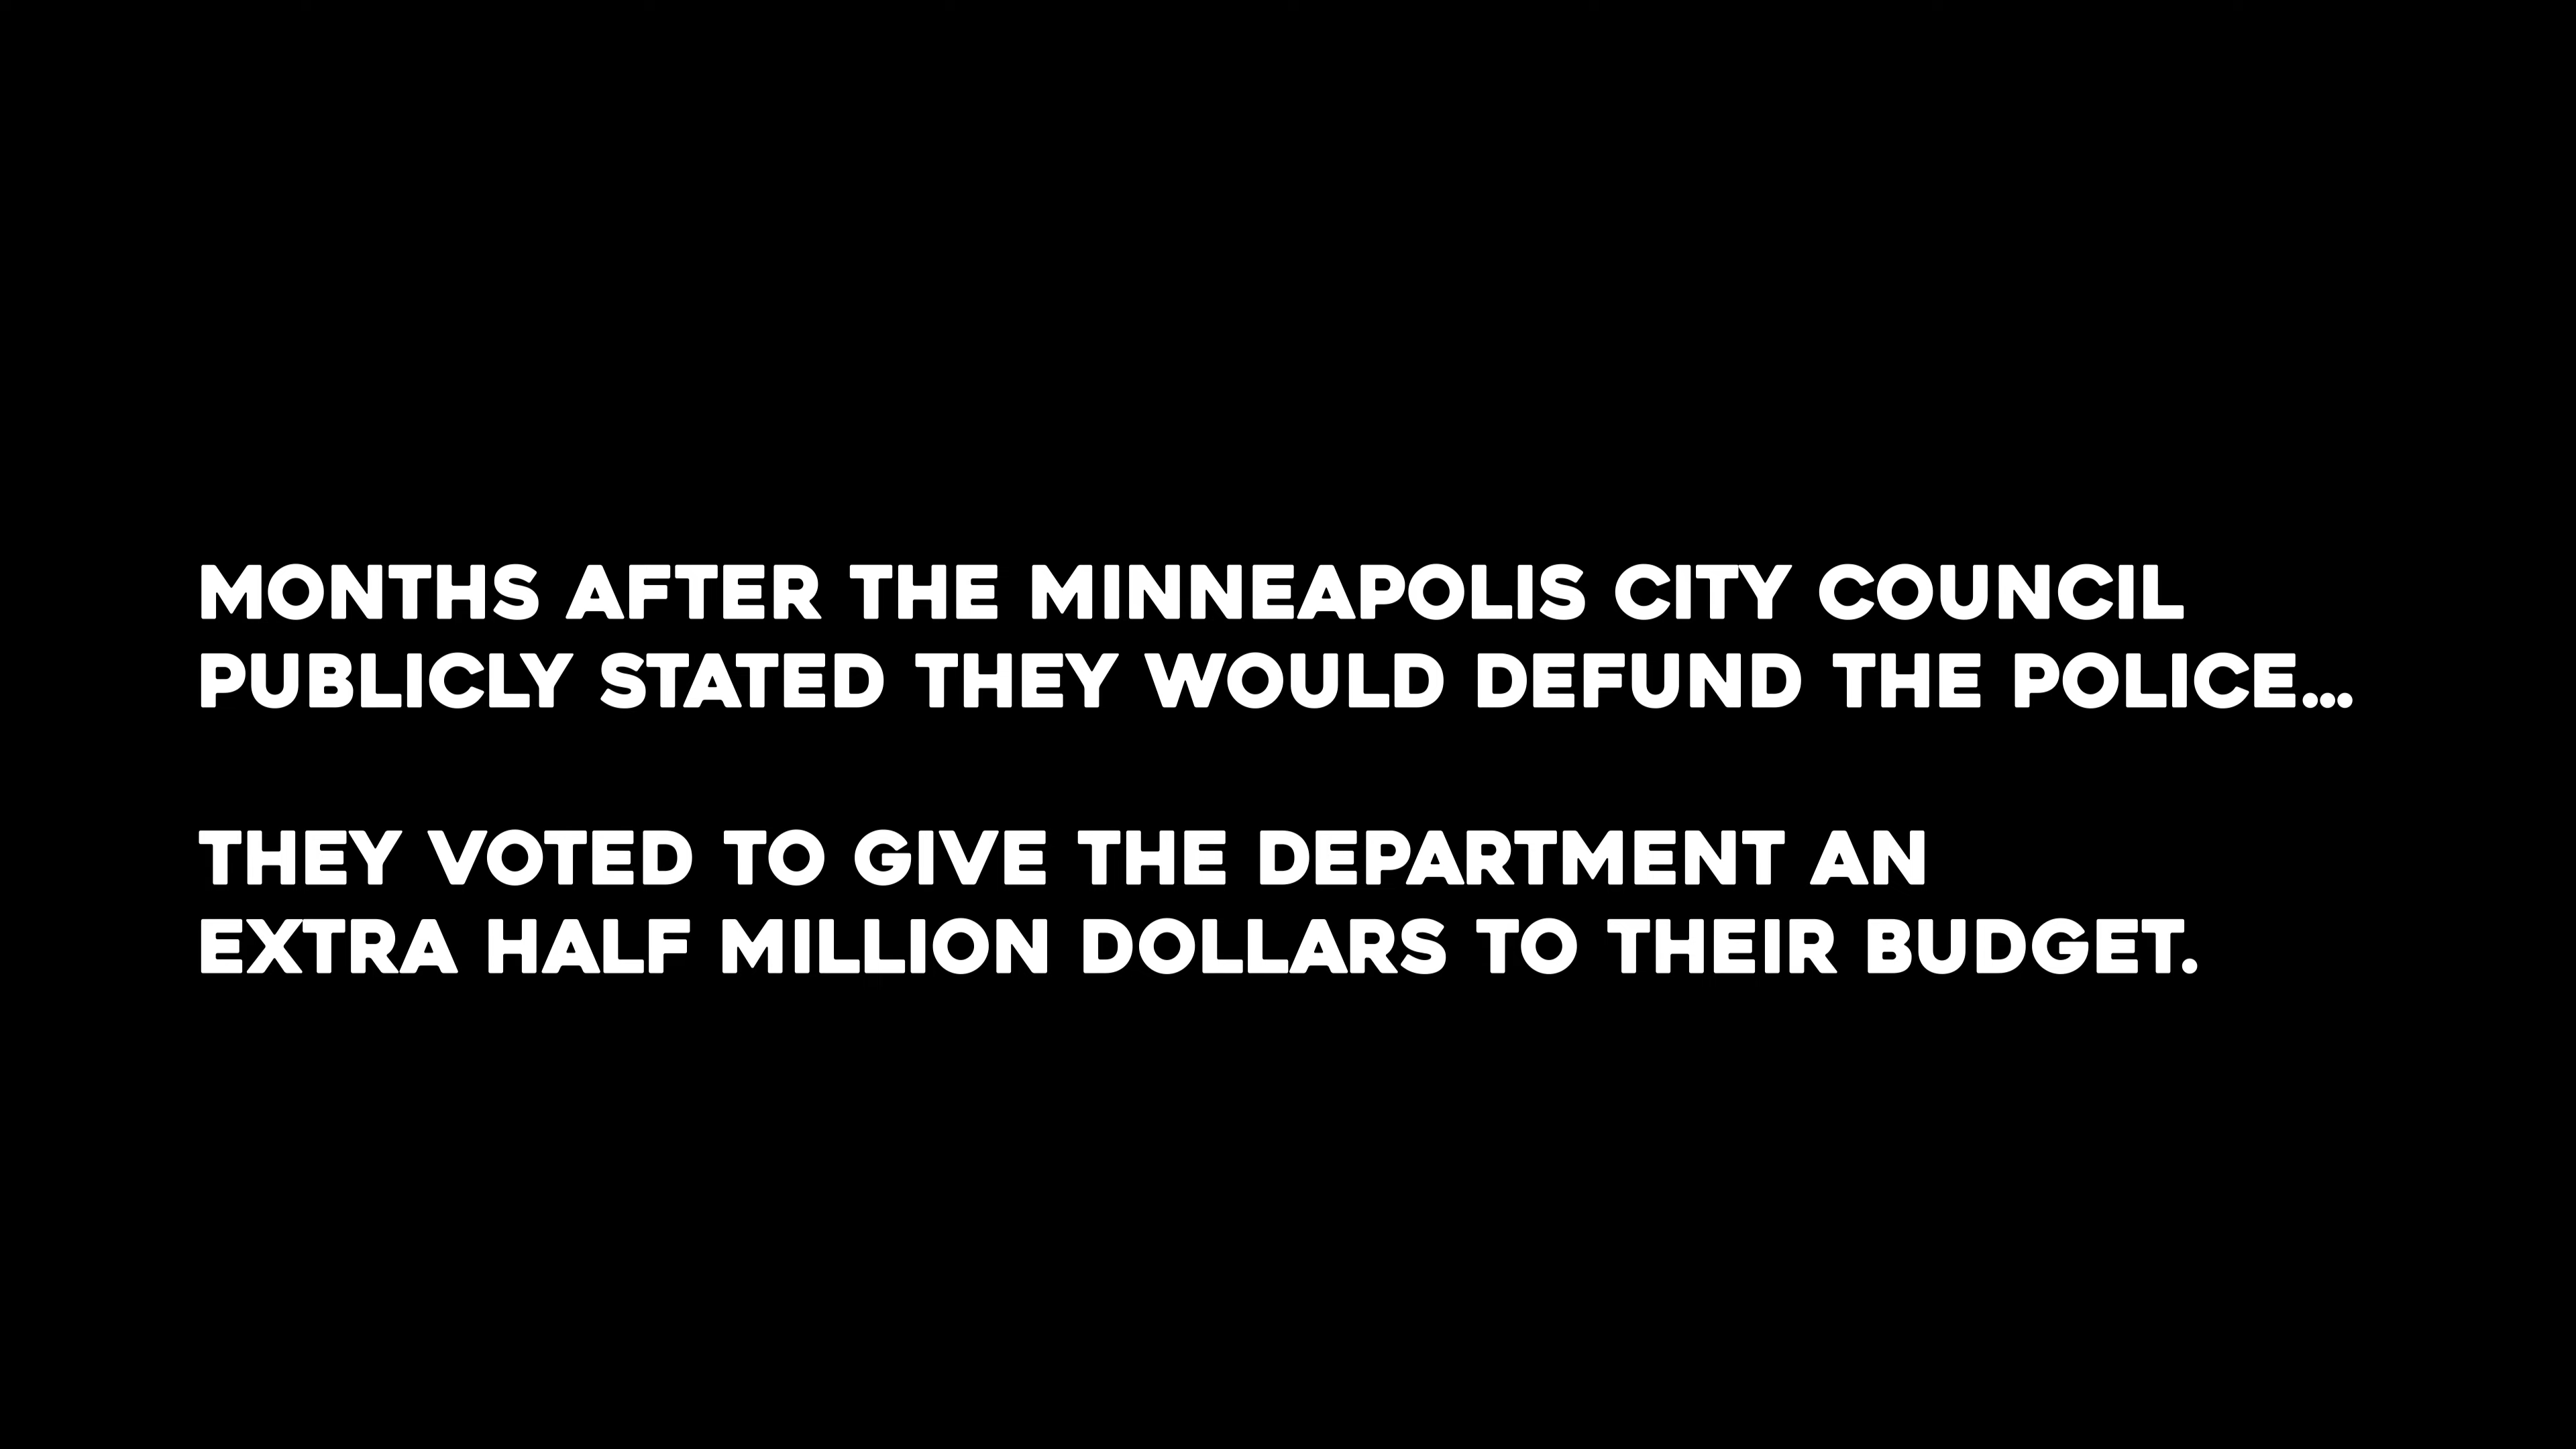 MONTHS AFTER THE MINNEAPOLIS CITY COUNCIL
PUBLICLY STATED THEY WOULD DEFUND THE POLICE...
THEY VOTED TO GIVE THE DEPARTMENT AN
EXTRA HALF MILLION DOLLARS TO THEIR BUDGET.